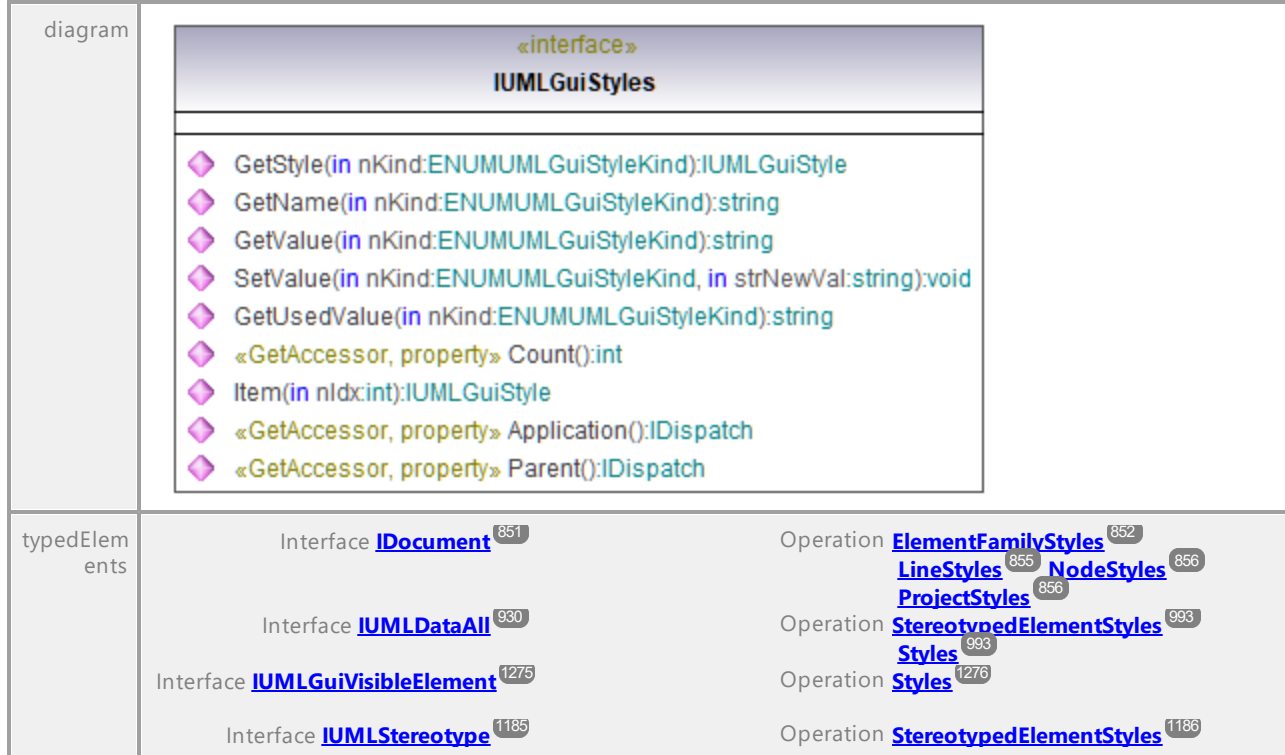 diagram
«interface»
IUMLGuiStyles
GetStyle(in nKind:ENUMUMLGuiStyleKind):IUMLGuiStyle
GetName(in nKind:ENUMUMLGuiStyleKind):string
GetValue(in nKind:ENUMUMLGuiStyleKind):string
SetValue(in nKind:ENUMUMLGuiStyleKind, in strNewVal:string):void
GetUsedValue(in nKind:ENUMUMLGuiStyleKind):string
«GetAccessor, property» Count():int
Item(in nIdx:int):IUMLGuiStyle
«GetAccessor, property» Application():IDispatch
«GetAccessor, property» Parent():IDispatch
typedElem
ents
Interface IDocument 851 Operation ElementFamilyStyles 852
LineStyles 855 NodeStyles 856
ProjectStyles 856
Interface IUMLDataAll 930 Operation StereotypedElementStyles 993
Styles 993
Interface IUMLGuiVisibleElement 1275 Operation Styles 1276
Interface IUMLStereotype 1185 Operation StereotypedElementStyles 1186